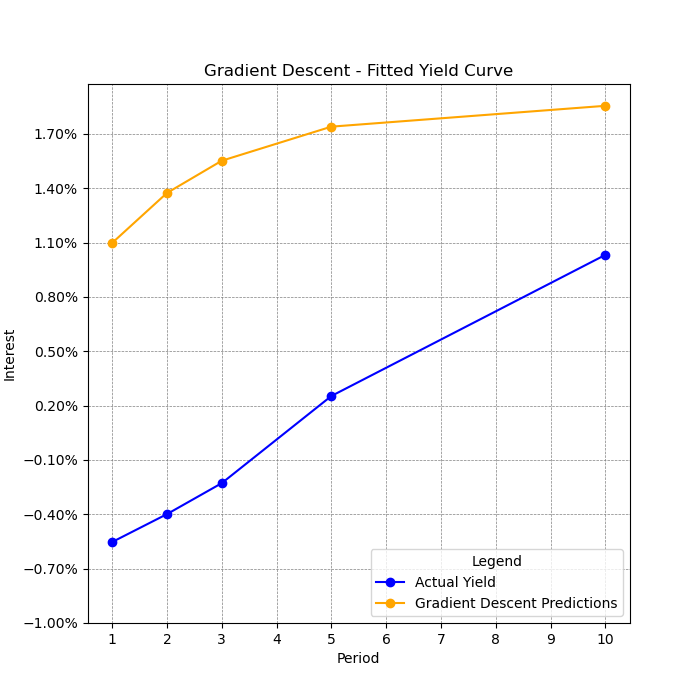 Gradient Descent - Fitted Yield Curve
1.70%
1.40%
1.10%
0.80%
0.50%
0.20%
−0.10%
−0.40%
−0.70%
−1.00%
Interest
Legend
Actual Yield
Gradient Descent Predictions
1 2 3 4 5 6 7 8 9 10
Period